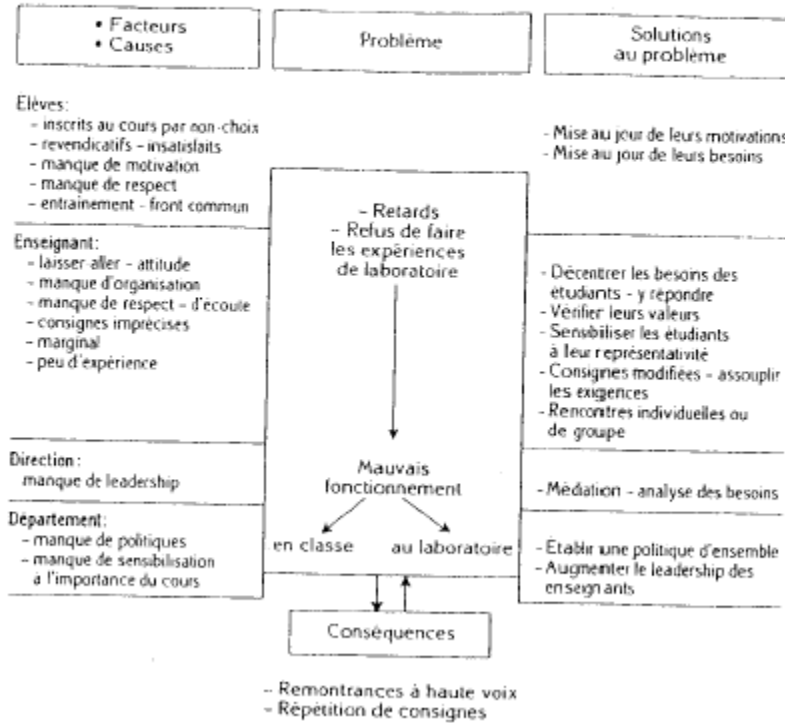 • Facteurs
• Causes
Problème
Solutions
au problème
Elèves:
– inscrits au cours par non-choix
– revendicatifs – insatisfaits
– manque de motivation
– manque de respect
– entrainement – front commun
– Mise au jour de leurs motivations
– Mise au jour de leurs besoins
– Retards
– Refus de faire
les expériences
de laboratoire
Enseignant:
– laisser aller – attitude
– manque d'organisation
– manque de respect – d'écoute
– consignes imprécises
– marginal
– peu d'expérience
– Décentrer les besoins des
étudiants – y répondre
– Vérifier leurs valeurs
– Sensibiliser les étudiants
à leur représentativité
– Consignes modifiées – assouplir
les exigences
– Rencontres individuelles ou
de groupe
Direction:
manque de leadership
Mauvais
fonctionnement
– Médiation – analyse des besoins
Département:
– manque de politiques
– manque de sensibilisation
à l'importance du cours
en classe
au laboratoire
– Établir une politique d'ensemble
– Augmenter le leadership des
enseignants
Conséquences
– Remontrances à haute voix
– Répétition de consignes